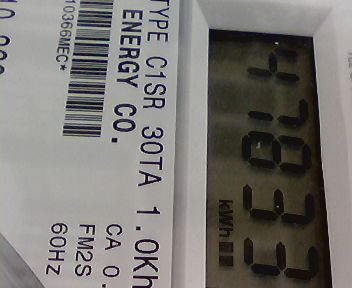 47833
kWh
TYPE C1SR 30TA 1.0Kh
ENERGY CO.
CA 0.
FM2S
60HZ
10366MEC*